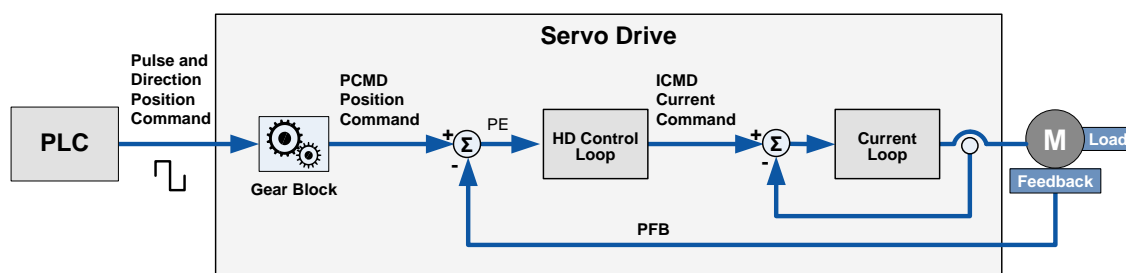 Servo Drive
Pulse and
Direction
Position
Command
PLC
Gear Block
PCMD
Position
Command
+
Σ
-
PE
HD Control
Loop
ICMD
Current
Command
+
Σ
-
Current
Loop
M
Load
Feedback
PFB